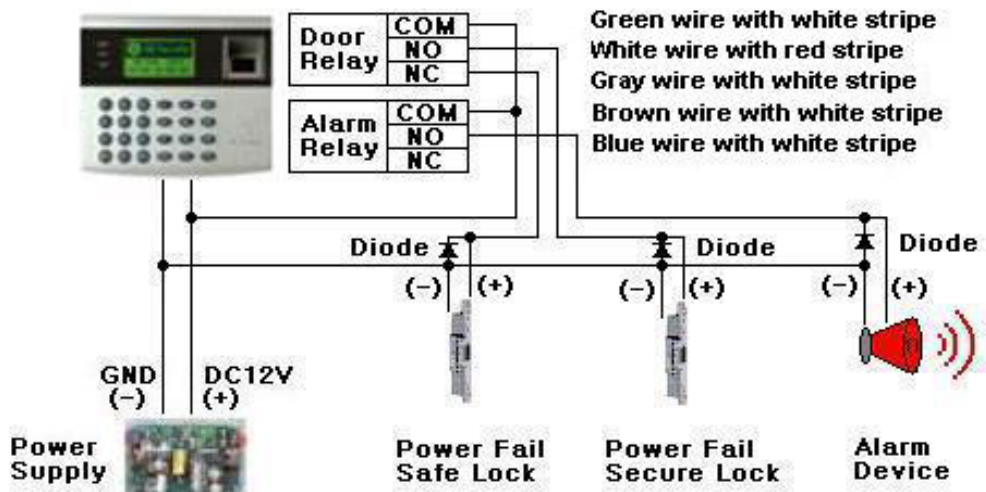 Door Relay
COM
NO
NC
Alarm Relay
COM
NO
NC
Green wire with white stripe
White wire with red stripe
Gray wire with white stripe
Brown wire with white stripe
Blue wire with white stripe
Diode
Diode
Diode
(-)
(+)
(-)
(+)
(-)
(+)
GND
(-)
DC12V
(+)
Power
Supply
Power Fail
Safe Lock
Power Fail
Secure Lock
Alarm
Device